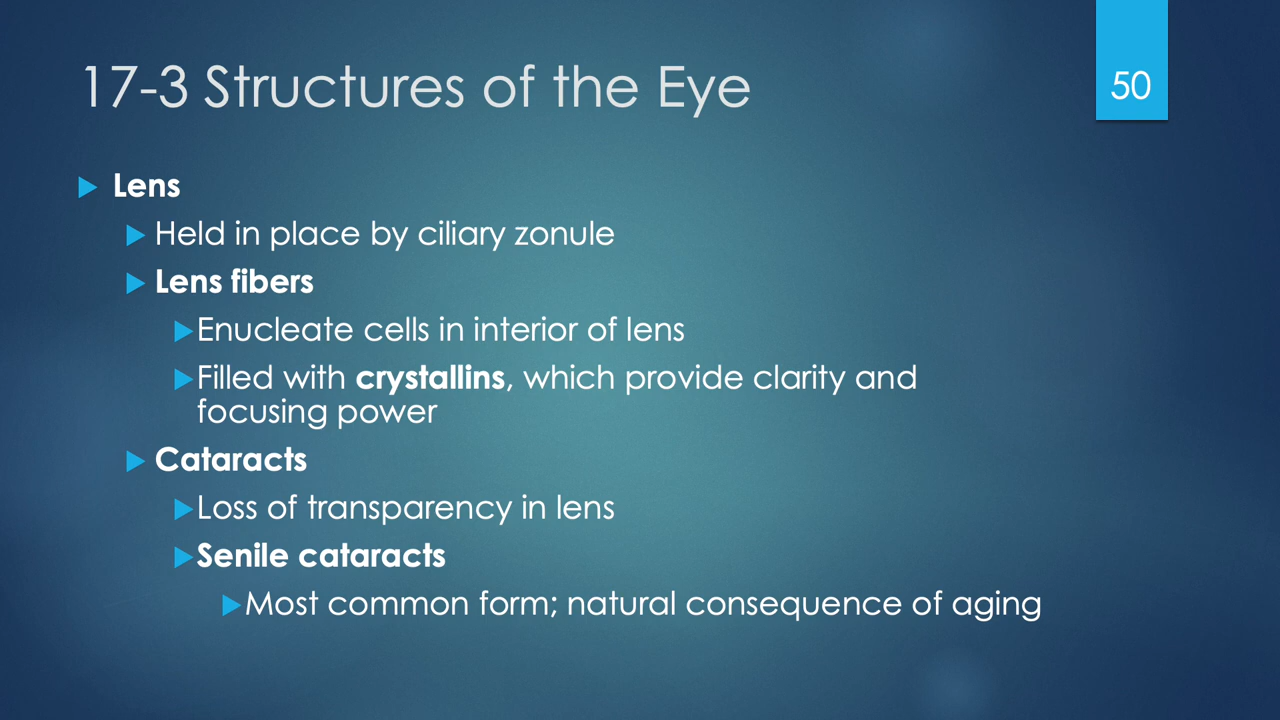 17-3 Structures of the Eye
50
Lens
Held in place by ciliary zonule
Lens fibers
Enucleate cells in interior of lens
Filled with crystallins, which provide clarity and
focusing power
Cataracts
Loss of transparency in lens
Senile cataracts
Most common form; natural consequence of aging